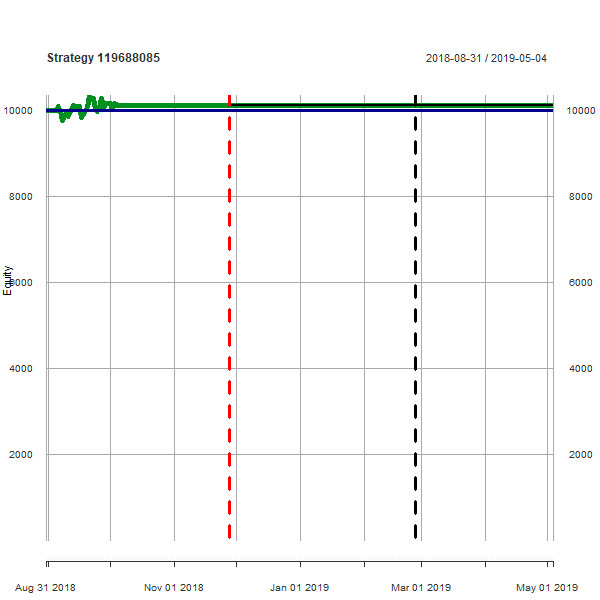 Strategy 119688085
2018-08-31 / 2019-05-04
10000
10000
8000
8000
Equity
6000
6000
4000
4000
2000
2000
Aug 31 2018
Nov 01 2018
Jan 01 2019
Mar 01 2019
May 01 2019